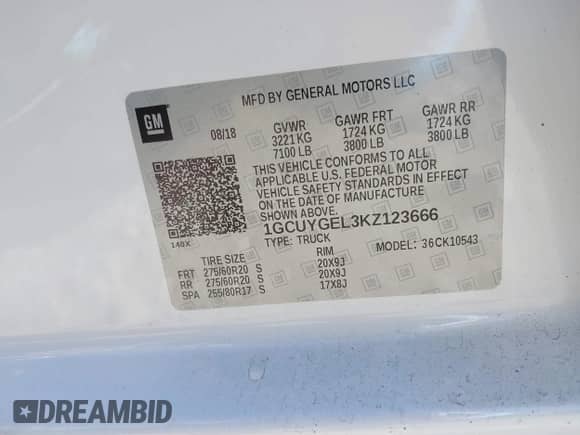 GM
MFD BY GENERAL MOTORS LLC
08/18 GVWR GAWR FRT GAWR RR
3221 KG 1724 KG 1724 KG
7100 LB 3800 LB 3800 LB
THIS VEHICLE CONFORMS TO ALL
APPLICABLE U.S. FEDERAL MOTOR
VEHICLE SAFETY STANDARDS IN EFFECT
ON THE DATE OF MANUFACTURE
SHOWN ABOVE.
1GCUYGEL3KZ123666
TYPE: TRUCK MODEL: 36CK10543
148X
TIRE SIZE RIM
FRT 275/60R20 S 20X9J
RR 275/60R20 S 20X9J
SPA 255/80R17 S 17X8J
DREAMBID